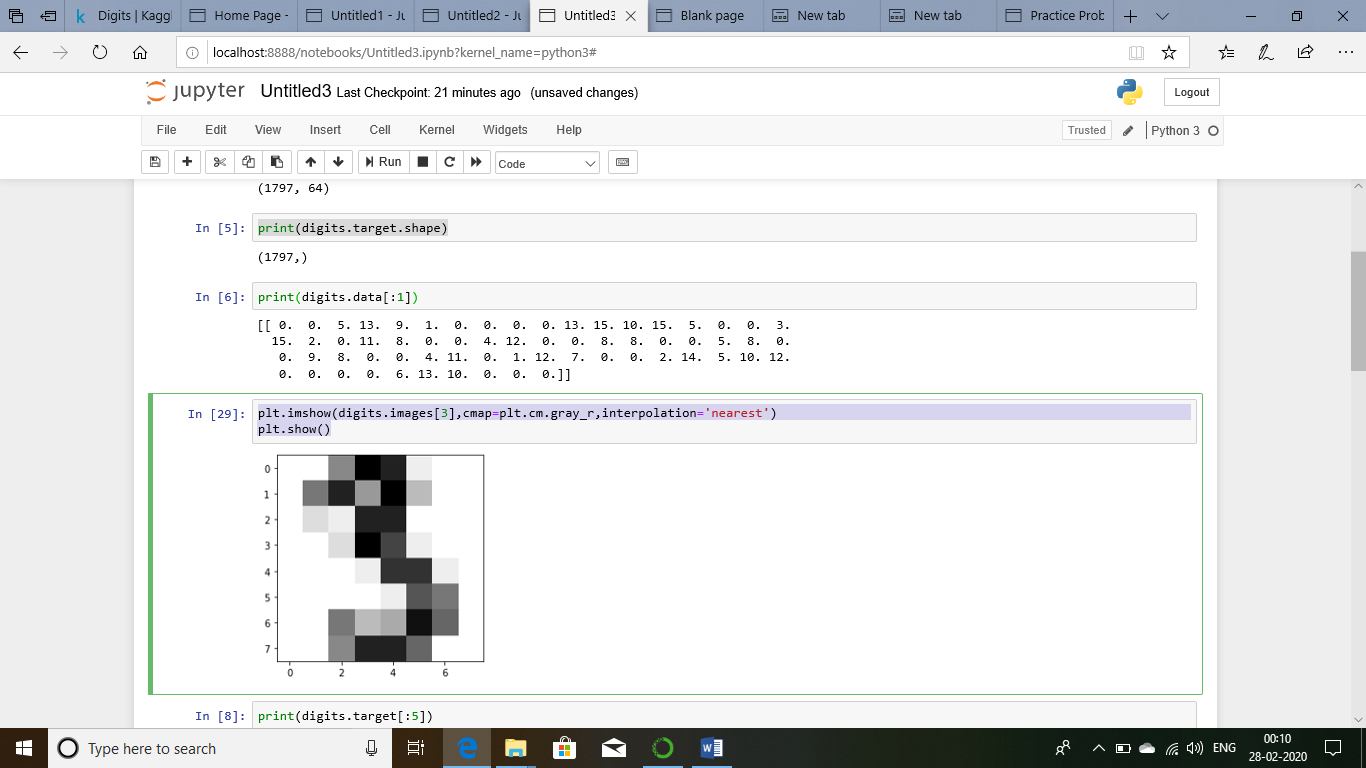 Digits | Kaggl
Home Page -
Untitled1 - Ju
Untitled2 - Ju
Untitled3
Blank page
New tab
New tab
Practice Prob
localhost:8888/notebooks/Untitled3.ipynb?kernel_name=python3#
jupyter Untitled3 Last Checkpoint: 21 minutes ago (unsaved changes)
Logout
File Edit View Insert Cell Kernel Widgets Help
Trusted
Python 3
Run
Code
(1797, 64)
In [5]: print(digits.target.shape)
(1797,)
In [6]: print(digits.data[:1])
[[ 0.  0.  5. 13.  9.  1.  0.  0.  0.  0. 13. 15. 10. 15.  5.  0.  0.  3.
15.  2.  0. 11.  8.  0.  0.  4. 12.  0.  0.  8.  8.  0.  0.  5.  8.  0.
0.  9.  8.  0.  0.  4. 11.  0.  1. 12.  7.  0.  0.  2. 14.  5. 10. 12.
0.  0.  0.  0.  6. 13. 10.  0.  0.  0.]]
In [29]: plt.imshow(digits.images[3],cmap=plt.cm.gray_r,interpolation='nearest')
plt.show()
0
1
2
3
4
5
6
7
0 2 4 6
In [8]: print(digits.target[:5])
Type here to search
ENG
00:10
28-02-2020